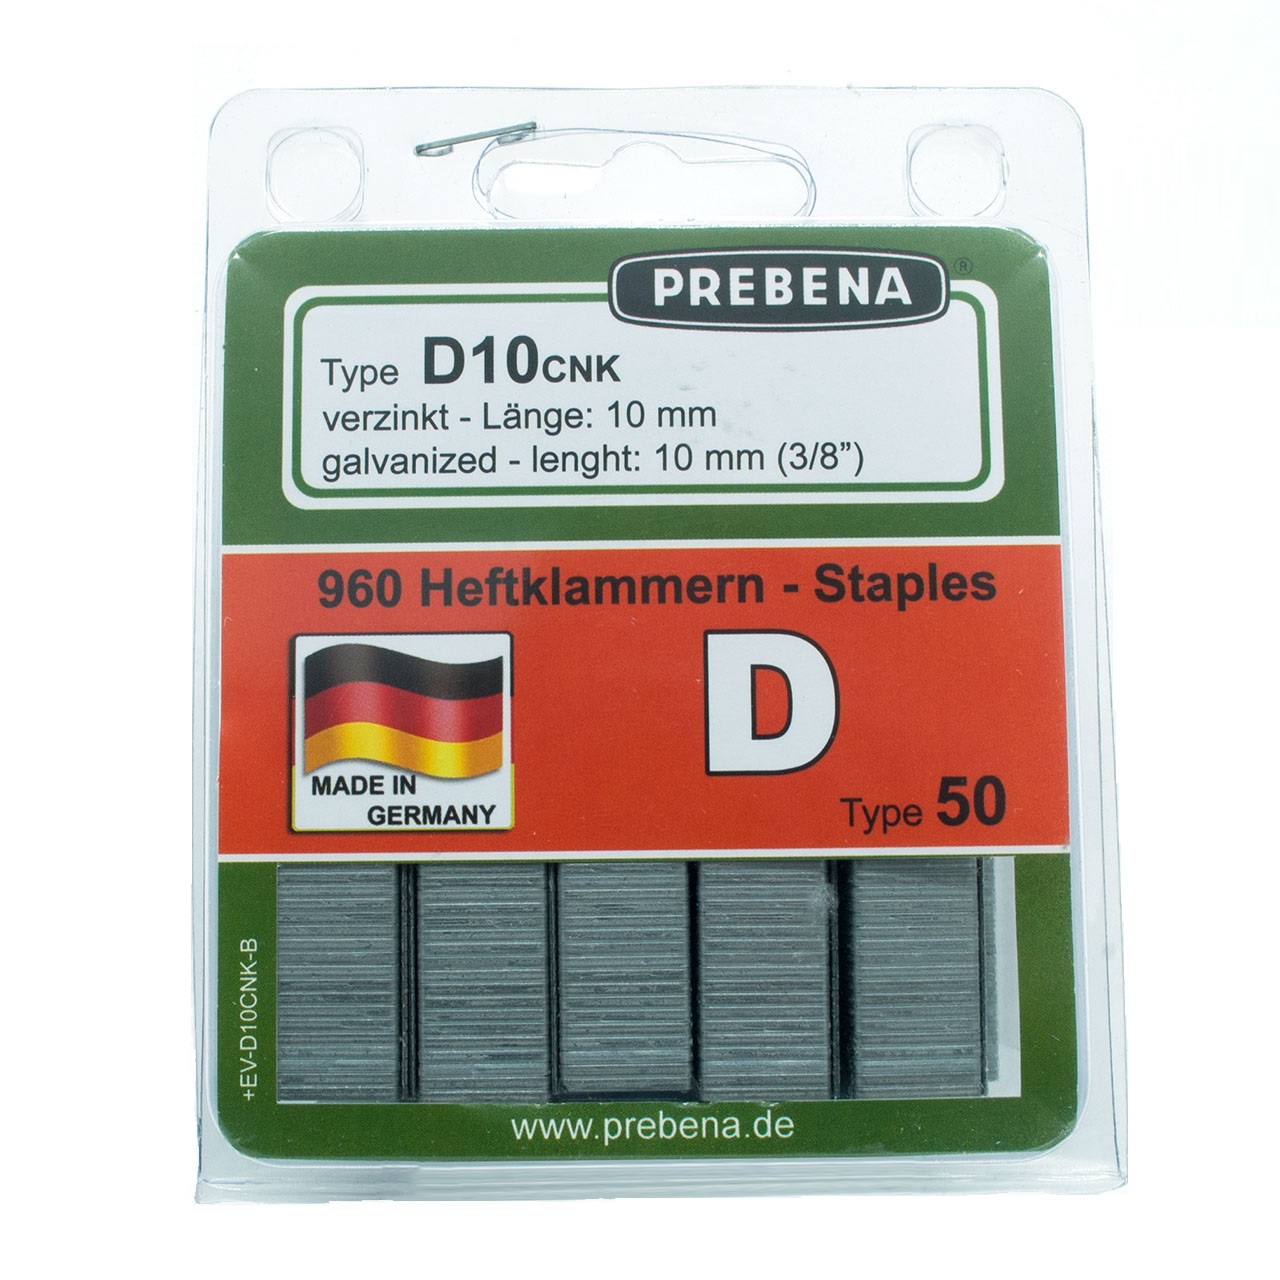 PREBENA ®
Type D10CNK
verzinkt - Länge: 10 mm
galvanized - lenght: 10 mm (3/8”)
960 Heftklammern - Staples
D
MADE IN
GERMANY
Type 50
+EV-D10CNK-B
www.prebena.de